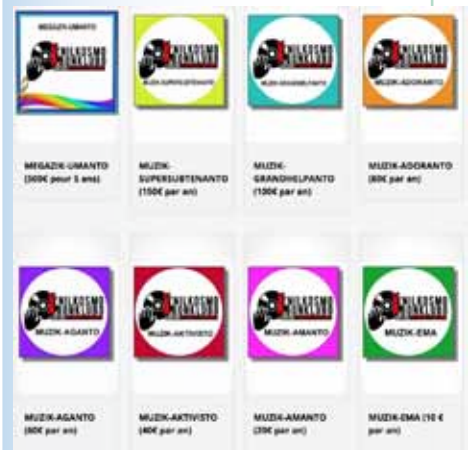 MEGAZIK-UMANTO
MUZIK-SUPERSUBTENANTO
MUZIK-GRANDHELPANTO
MUZIK-ADORANTO
MEGAZIK-UMANTO
(500€ pour 5 ans)
MUZIK-
SUPERSUBTENANTO
(150€ par an)
MUZIK-
GRANDHELPANTO
(100€ par an)
MUZIK-ADORANTO
par an)
MUZIK-AGANTO
MUZIK-AKTIVISTO
MUZIK-AMANTO
MUZIK-EMA
MUZIK-AGANTO
(60€ par an)
MUZIK-AKTIVISTO
(40€ par an)
MUZIK-AMANTO
(20€ par an)
MUZIK-EMA (10 €
par an)